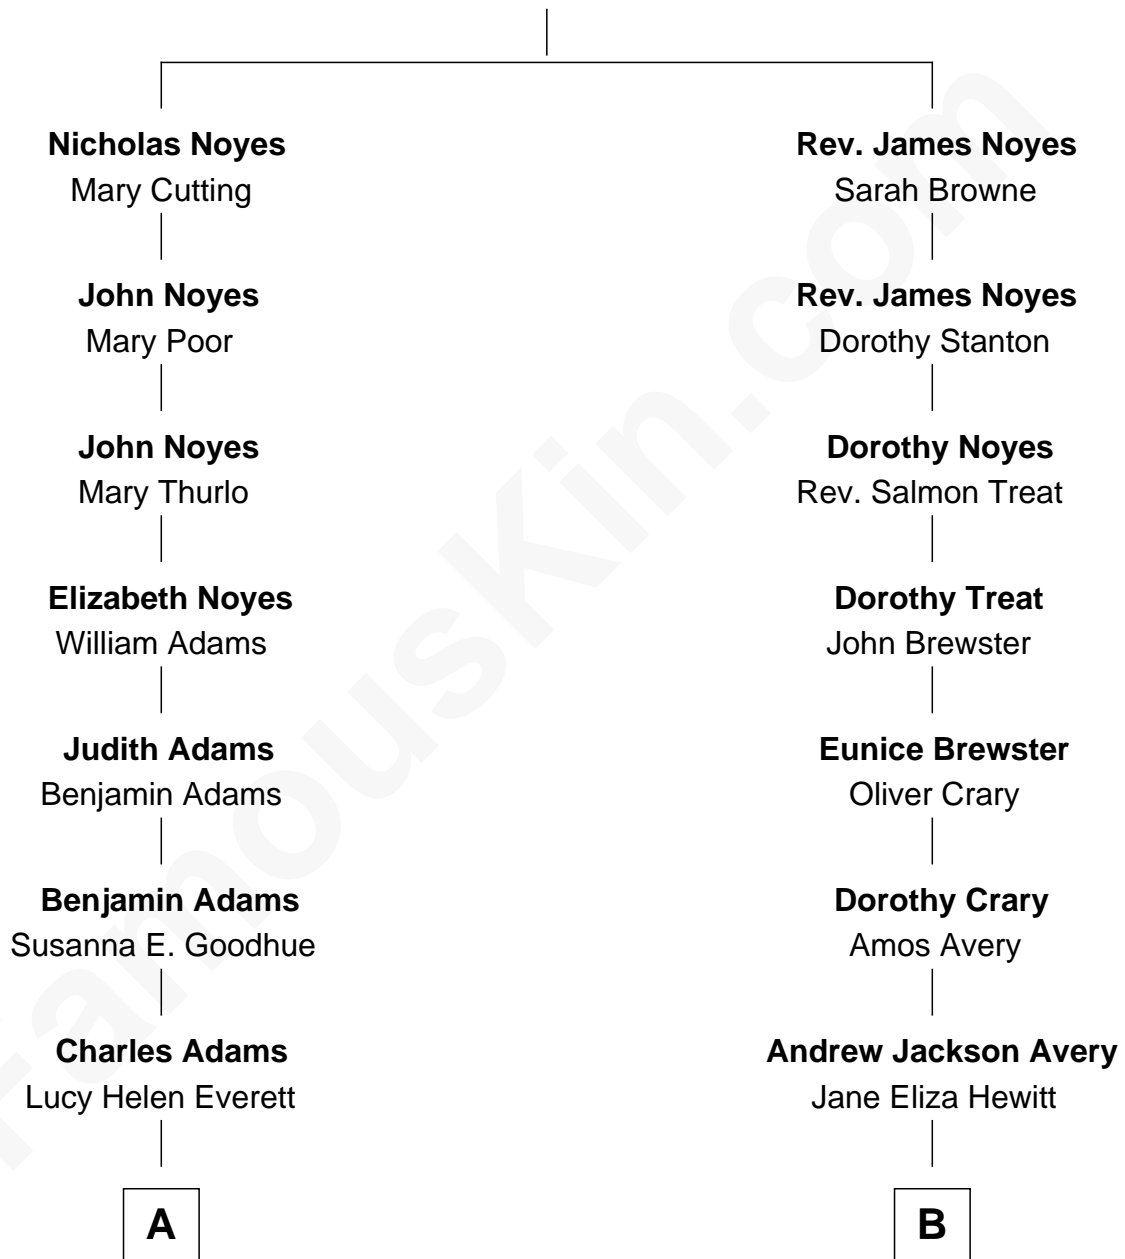 Nicholas Noyes
Mary Cutting
John Noyes
Mary Poor
John Noyes
Mary Thurlo
Elizabeth Noyes
William Adams
Judith Adams
Benjamin Adams
Benjamin Adams
Susanna E. Goodhue
Charles Adams
Lucy Helen Everett
A
Rev. James Noyes
Sarah Browne
Rev. James Noyes
Dorothy Stanton
Dorothy Noyes
Rev. Salmon Treat
Dorothy Treat
John Brewster
Eunice Brewster
Oliver Crary
Dorothy Crary
Amos Avery
Andrew Jackson Avery
Jane Eliza Hewitt
B
FamousKin.com